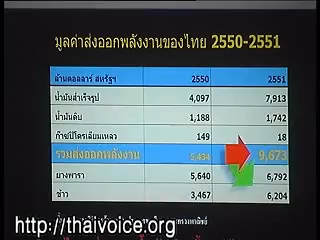 มูลค่าส่งออกพลังงานของไทย 2550-2551
ล้านดอลลาร์ สหรัฐฯ 2550 2551
น้ำมันสำเร็จรูป 4,097 7,913
น้ำมันดิบ 1,188 1,742
ก๊าซปิโตรเลียมเหลว 149 18
รวมส่งออกพลังงาน 5,434 9,673
ยางพารา 5,640 6,792
ข้าว 3,467 6,204
http://thaivoice.org